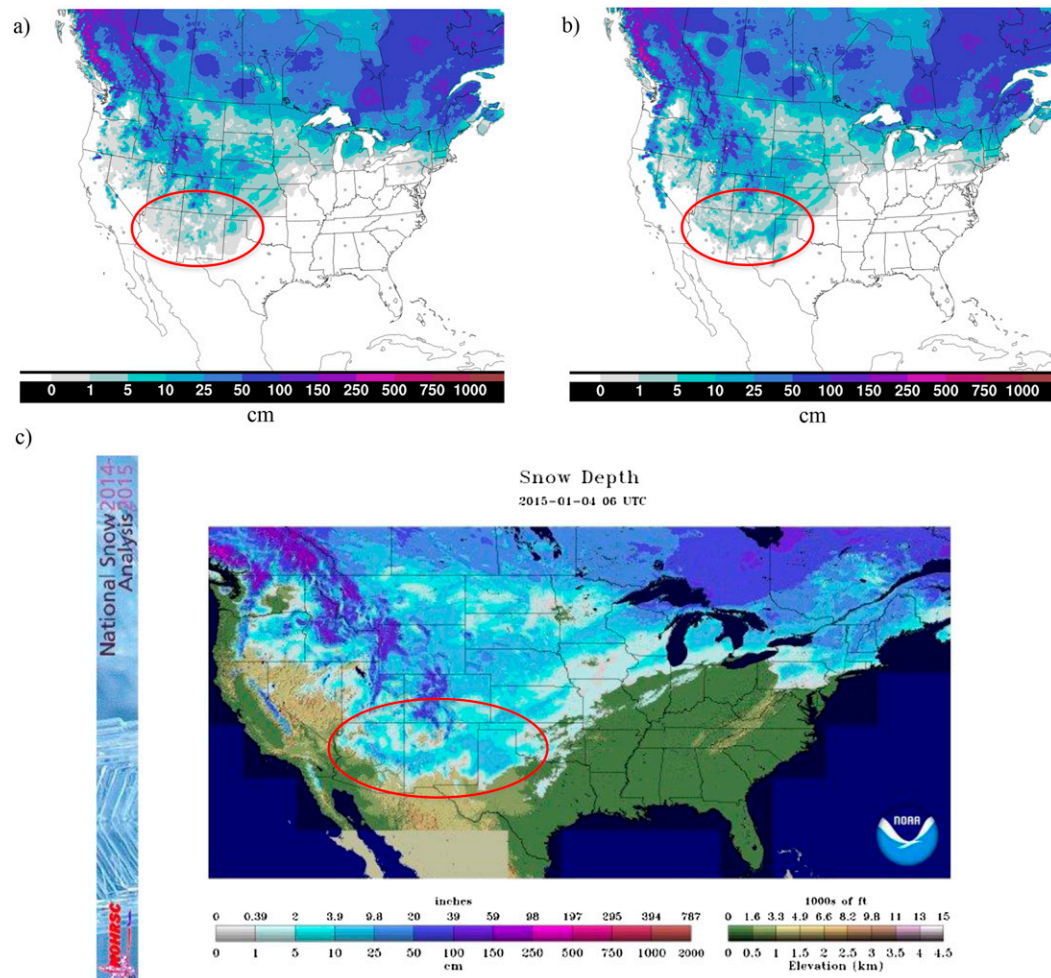 a)
b)
0 1 5 10 25 50 100 150 250 500 750 1000
cm
0 1 5 10 25 50 100 150 250 500 750 1000
cm
c)
National Snow
Analysis
2014-
2015
NOHRSC
Snow Depth
2015-01-04 06 UTC
NOAA
inches
0 0.39 2 3.9 9.8 20 39 59 98 197 295 394 787
0 1 5 10 25 50 100 150 250 500 750 1000 2000
cm
1000s of ft
0 1.6 3.3 4.9 6.6 8.2 9.8 11 13 15
0 0.5 1 1.5 2 2.5 3 3.5 4 4.5
Elevation (km)